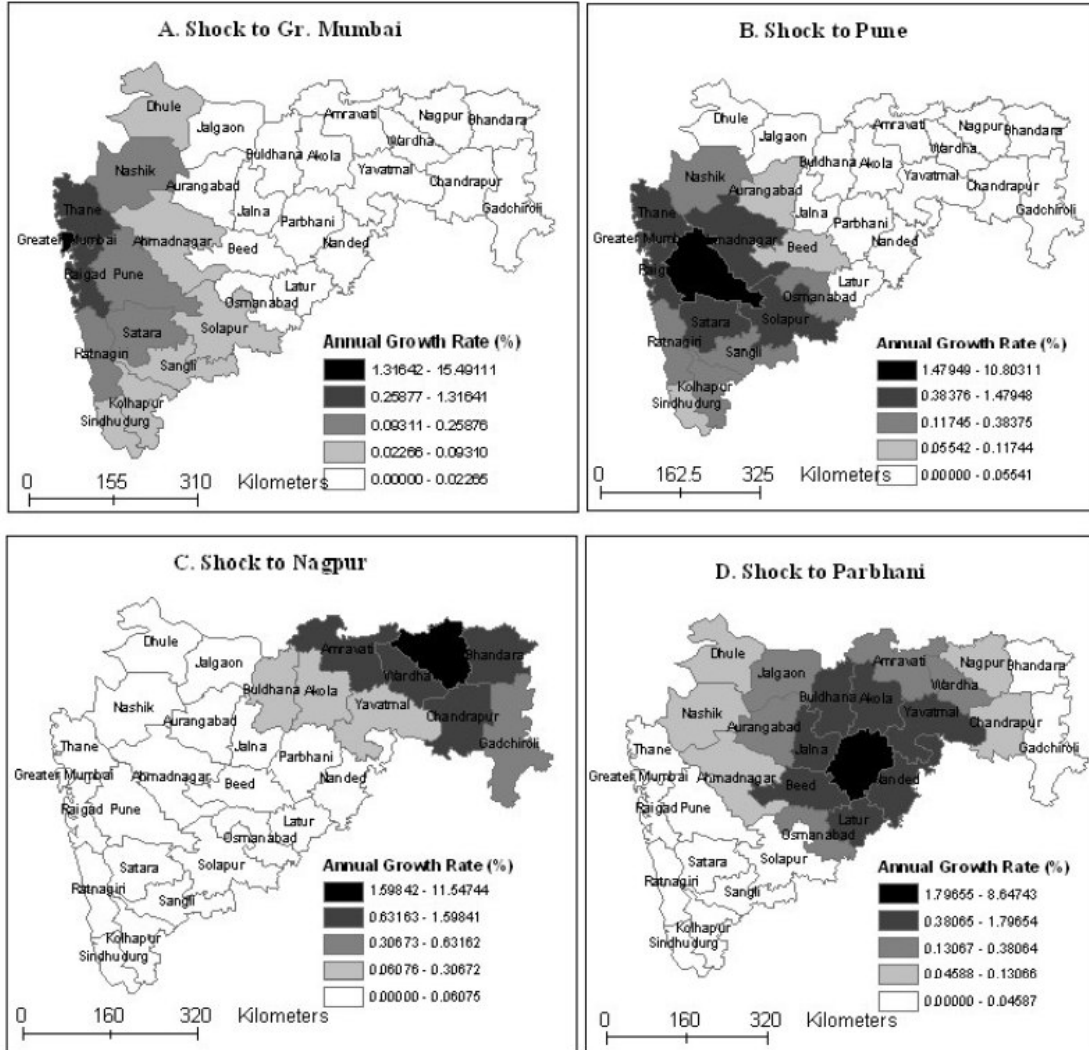 A. Shock to Gr. Mumbai
Dhule
Jalgaon
Amravati
Nagpur
Bhandara
Wardha
Buldhana
Akola
Nashik
Yavatmal
Chandrapur
Aurangabad
Gadchiroli
Jalna
Parbhani
Thane
Nanded
Greater Mumbai
Ahmadnagar
Beed
Raigad
Pune
Latur
Osmanabad
Satara
Solapur
Ratnagiri
Sangli
Kolhapur
Sindhudurg
Annual Growth Rate (%)
1.31642 - 15.49111
0.25877 - 1.31641
0.09311 - 0.25876
0.02266 - 0.09310
0.00000 - 0.02265
0 155 310 Kilometers
B. Shock to Pune
Dhule
Jalgaon
Amravati
Nagpur
Bhandara
Wardha
Buldhana
Akola
Nashik
Yavatmal
Chandrapur
Aurangabad
Gadchiroli
Jalna
Parbhani
Thane
Nanded
Greater Mumbai
Ahmadnagar
Beed
Latur
Osmanabad
Satara
Solapur
Ratnagiri
Sangli
Kolhapur
Sindhudurg
Annual Growth Rate (%)
1.47949 - 10.80311
0.38376 - 1.47948
0.11745 - 0.38375
0.05542 - 0.11744
0.00000 - 0.05541
0 162.5 325 Kilometers
C. Shock to Nagpur
Dhule
Jalgaon
Amravati
Bhandara
Wardha
Buldhana
Akola
Nashik
Yavatmal
Chandrapur
Aurangabad
Gadchiroli
Jalna
Parbhani
Thane
Nanded
Greater Mumbai
Ahmadnagar
Beed
Raigad
Pune
Latur
Osmanabad
Satara
Solapur
Ratnagiri
Sangli
Kolhapur
Sindhudurg
Annual Growth Rate (%)
1.59842 - 11.54744
0.63163 - 1.59841
0.30673 - 0.63162
0.06076 - 0.30672
0.00000 - 0.06075
0 160 320 Kilometers
D. Shock to Parbhani
Dhule
Jalgaon
Amravati
Nagpur
Bhandara
Wardha
Buldhana
Akola
Nashik
Yavatmal
Chandrapur
Aurangabad
Gadchiroli
Jalna
Thane
Nanded
Greater Mumbai
Ahmadnagar
Beed
Raigad
Pune
Latur
Osmanabad
Satara
Solapur
Ratnagiri
Sangli
Kolhapur
Sindhudurg
Annual Growth Rate (%)
1.79655 - 8.64743
0.38065 - 1.79654
0.13067 - 0.38064
0.04588 - 0.13066
0.00000 - 0.04587
0 160 320 Kilometers